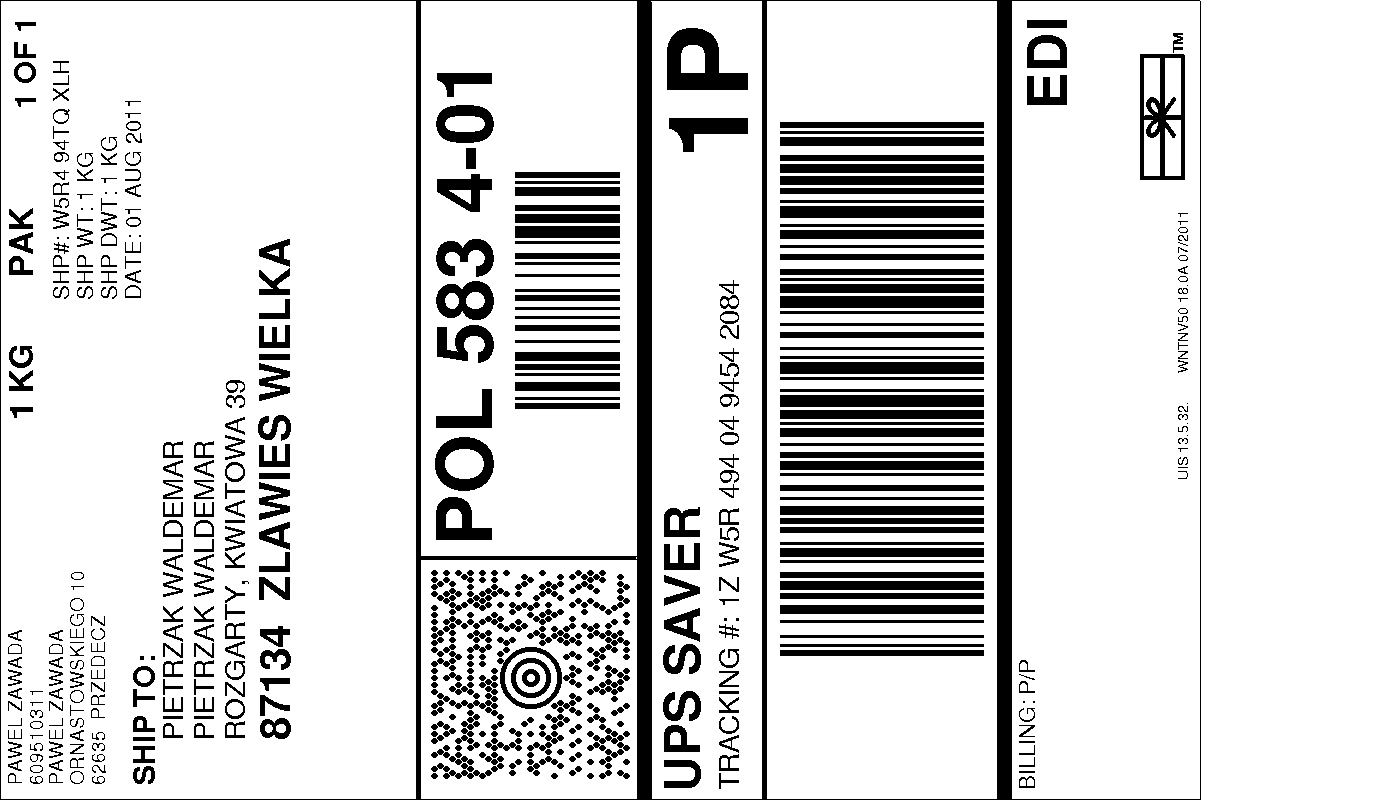 PAWEL ZAWADA
609510311
PAWEL ZAWADA
ORNASTOWSKIEGO 10
62635 PRZEDECZ
1 KG PAK 1 OF 1
SHP#: W5R4 94TQ XLH
SHP WT: 1 KG
SHP DWT: 1 KG
DATE: 01 AUG 2011
SHIP TO:
PIETRZAK WALDEMAR
PIETRZAK WALDEMAR
ROZGARTY, KWIATOWA 39
87134 ZLAWIES WIELKA
POL 583 4-01
UPS SAVER 1P
TRACKING #: 1Z W5R 494 04 9454 2084
BILLING: P/P
EDI
TM
UIS 13.5.32. WNTNV50 18.0A 07/2011